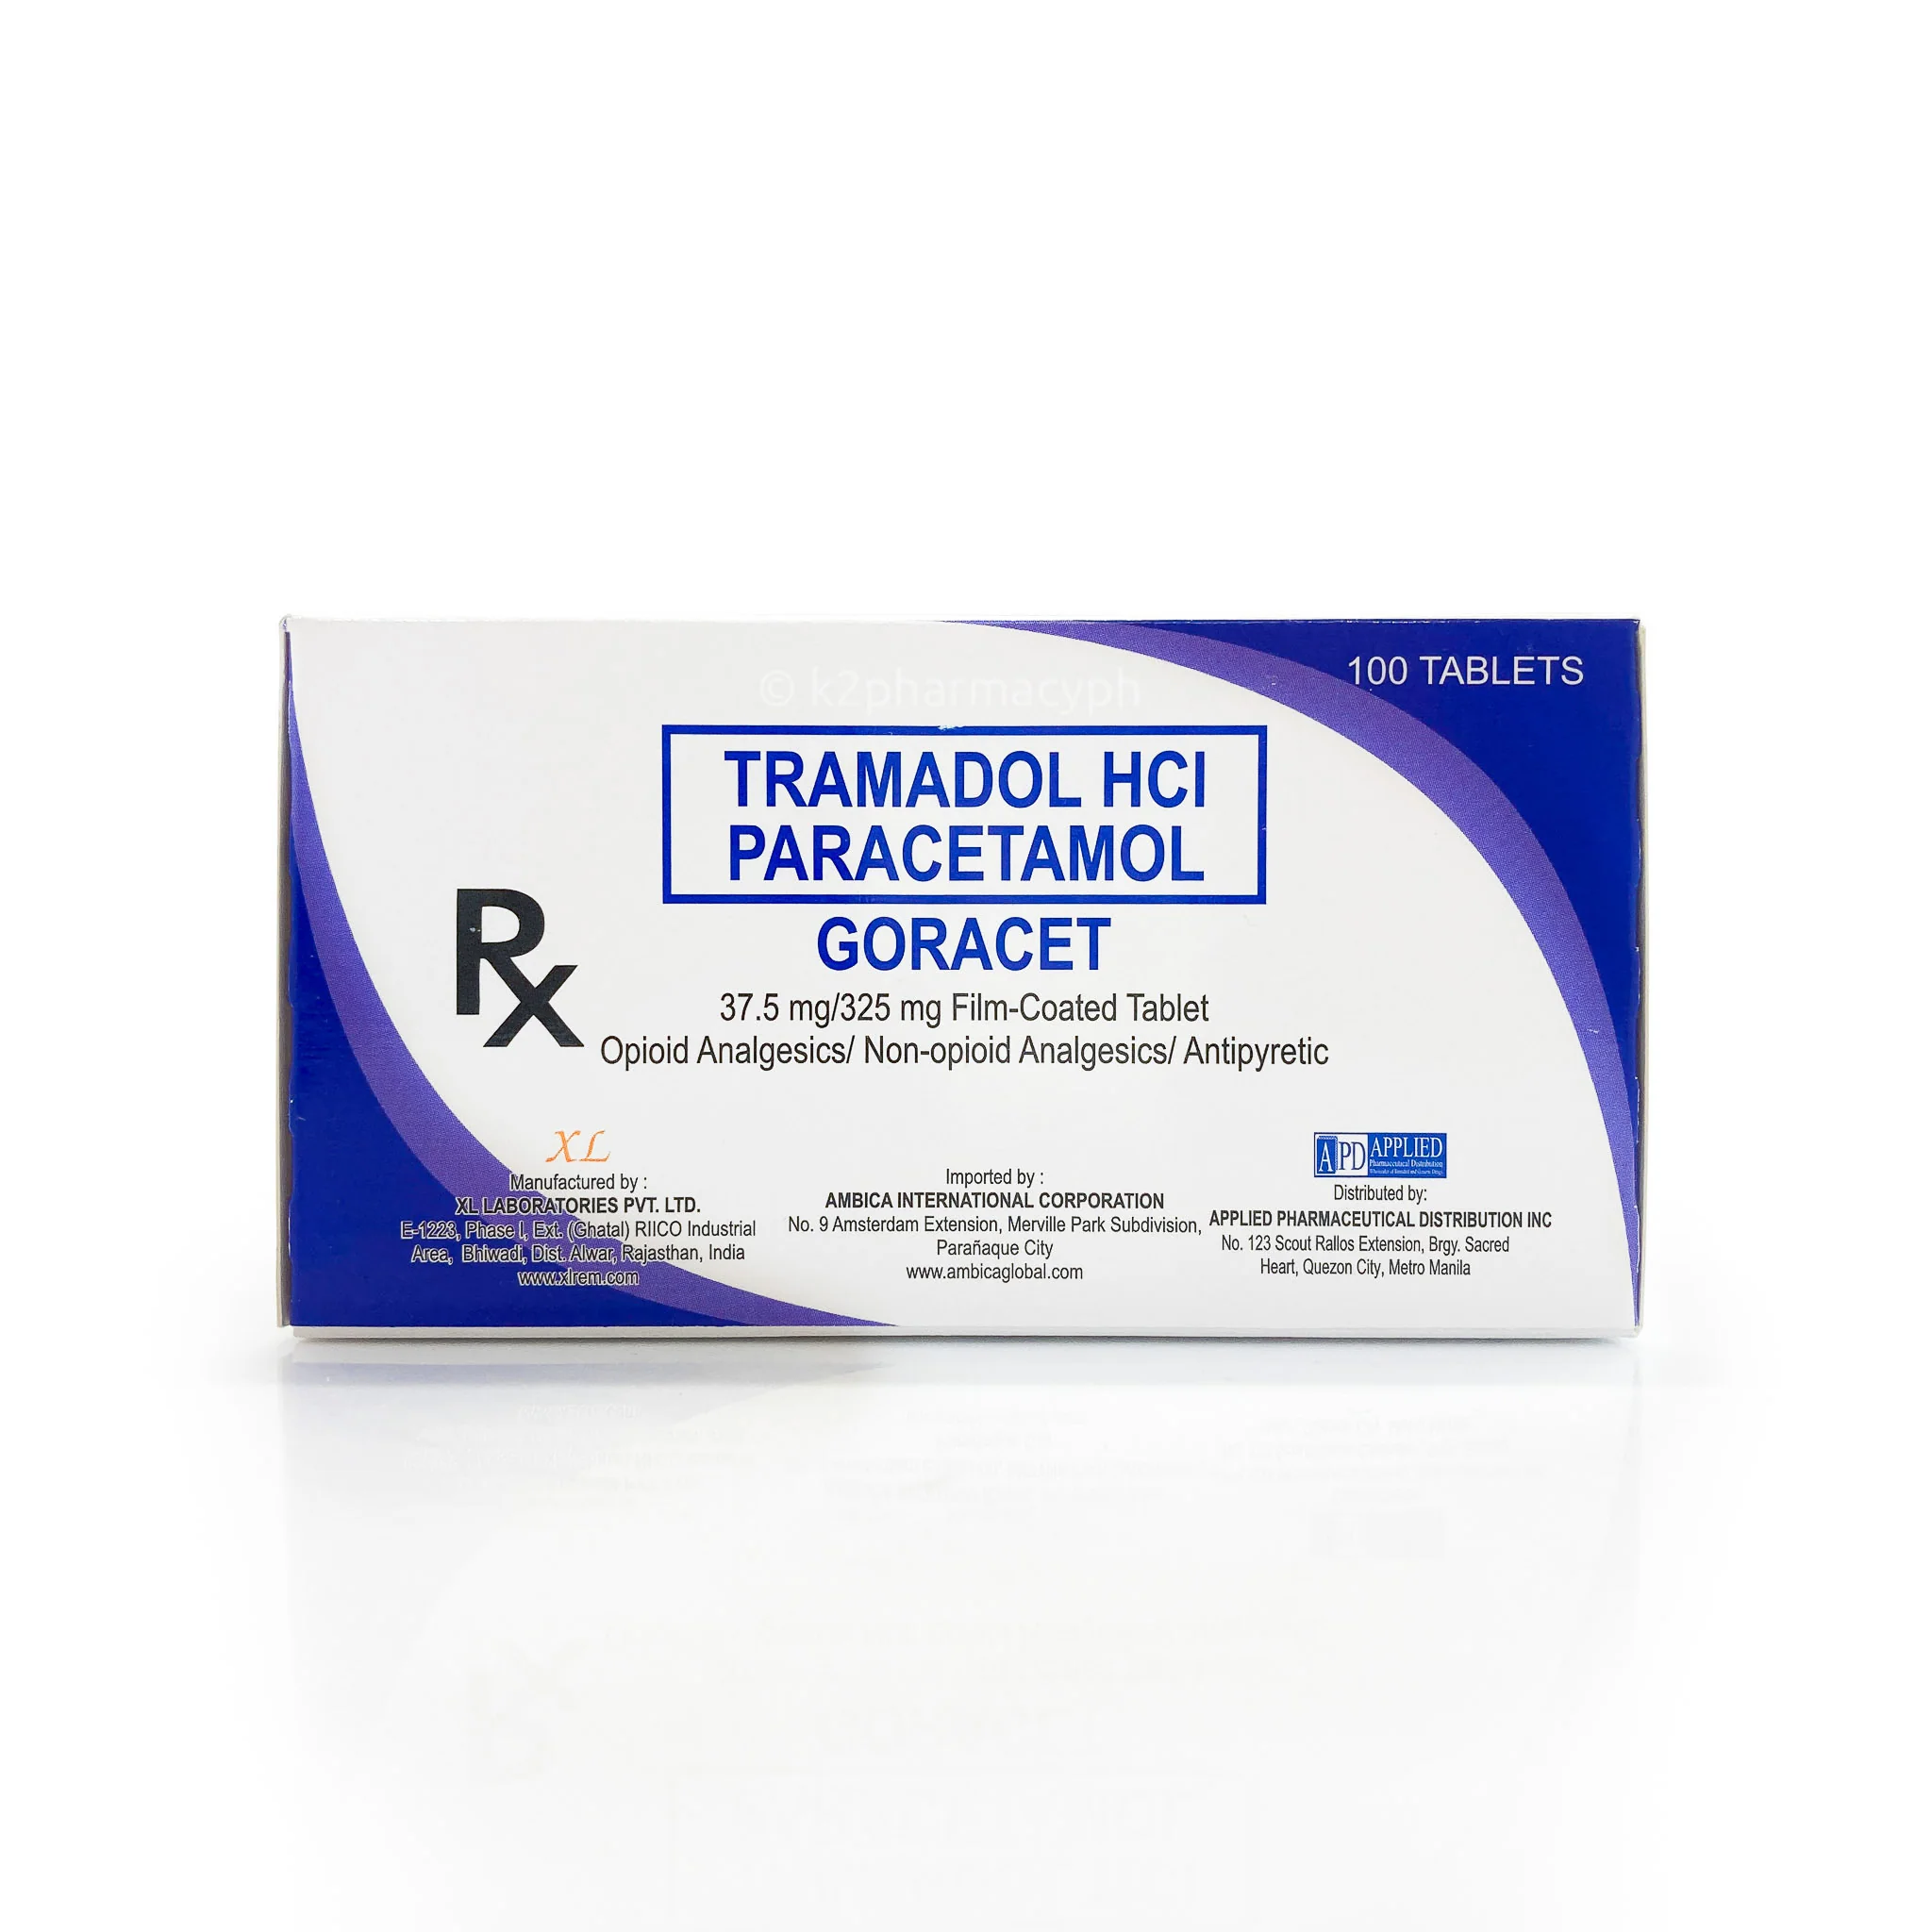 100 TABLETS
© k2pharmacyph
TRAMADOL HCl
PARACETAMOL
GORACET
Rx
37.5 mg/325 mg Film-Coated Tablet
Opioid Analgesics/ Non-opioid Analgesics/ Antipyretic
XL
Manufactured by :
XL LABORATORIES PVT. LTD.
E-1223, Phase I, Ext. (Ghatal) RIICO Industrial
Area, Bhiwadi, Dist. Alwar, Rajasthan, India
www.xlrem.com
Imported by :
AMBICA INTERNATIONAL CORPORATION
No. 9 Amsterdam Extension, Merville Park Subdivision,
Parañaque City
www.ambicaglobal.com
APD APPLIED
Pharmaceutical Distribution
Distributed by:
APPLIED PHARMACEUTICAL DISTRIBUTION INC
No. 123 Scout Rallos Extension, Brgy. Sacred
Heart, Quezon City, Metro Manila